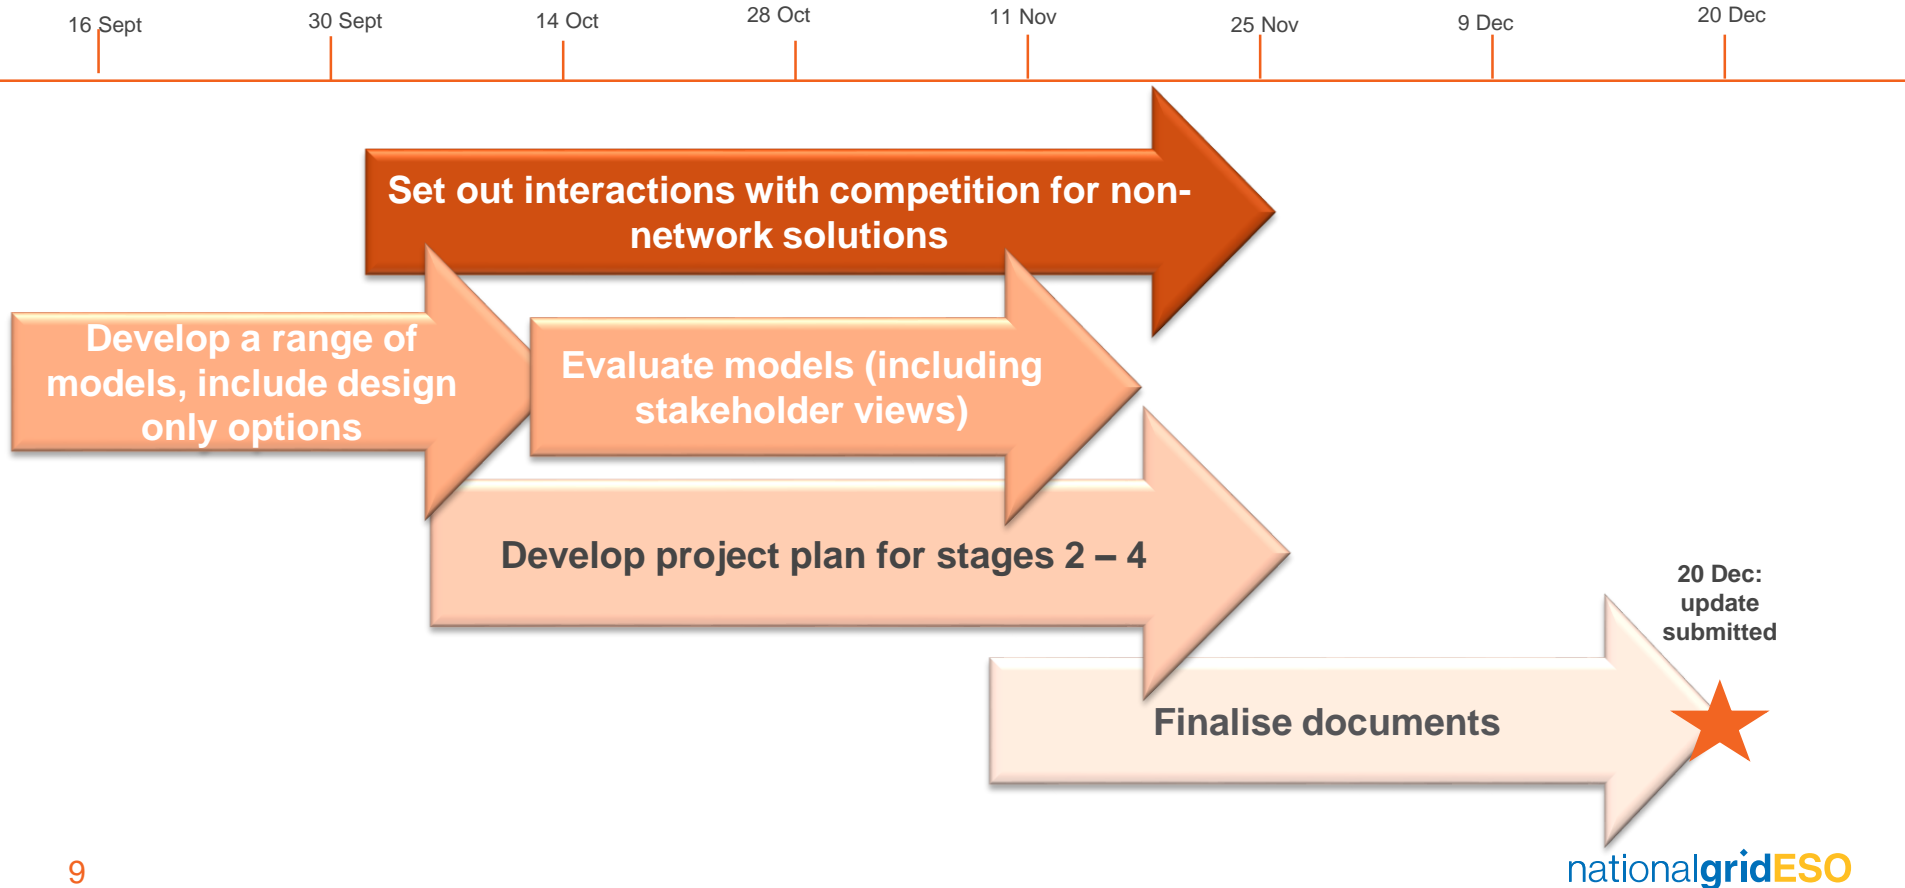 16 Sept
30 Sept
14 Oct
28 Oct
11 Nov
25 Nov
9 Dec
20 Dec
Set out interactions with competition for non-
network solutions
Develop a range of
models, include design
only options
Evaluate models (including
stakeholder views)
Develop project plan for stages 2 – 4
20 Dec:
update
submitted
Finalise documents
9
nationalgridESO